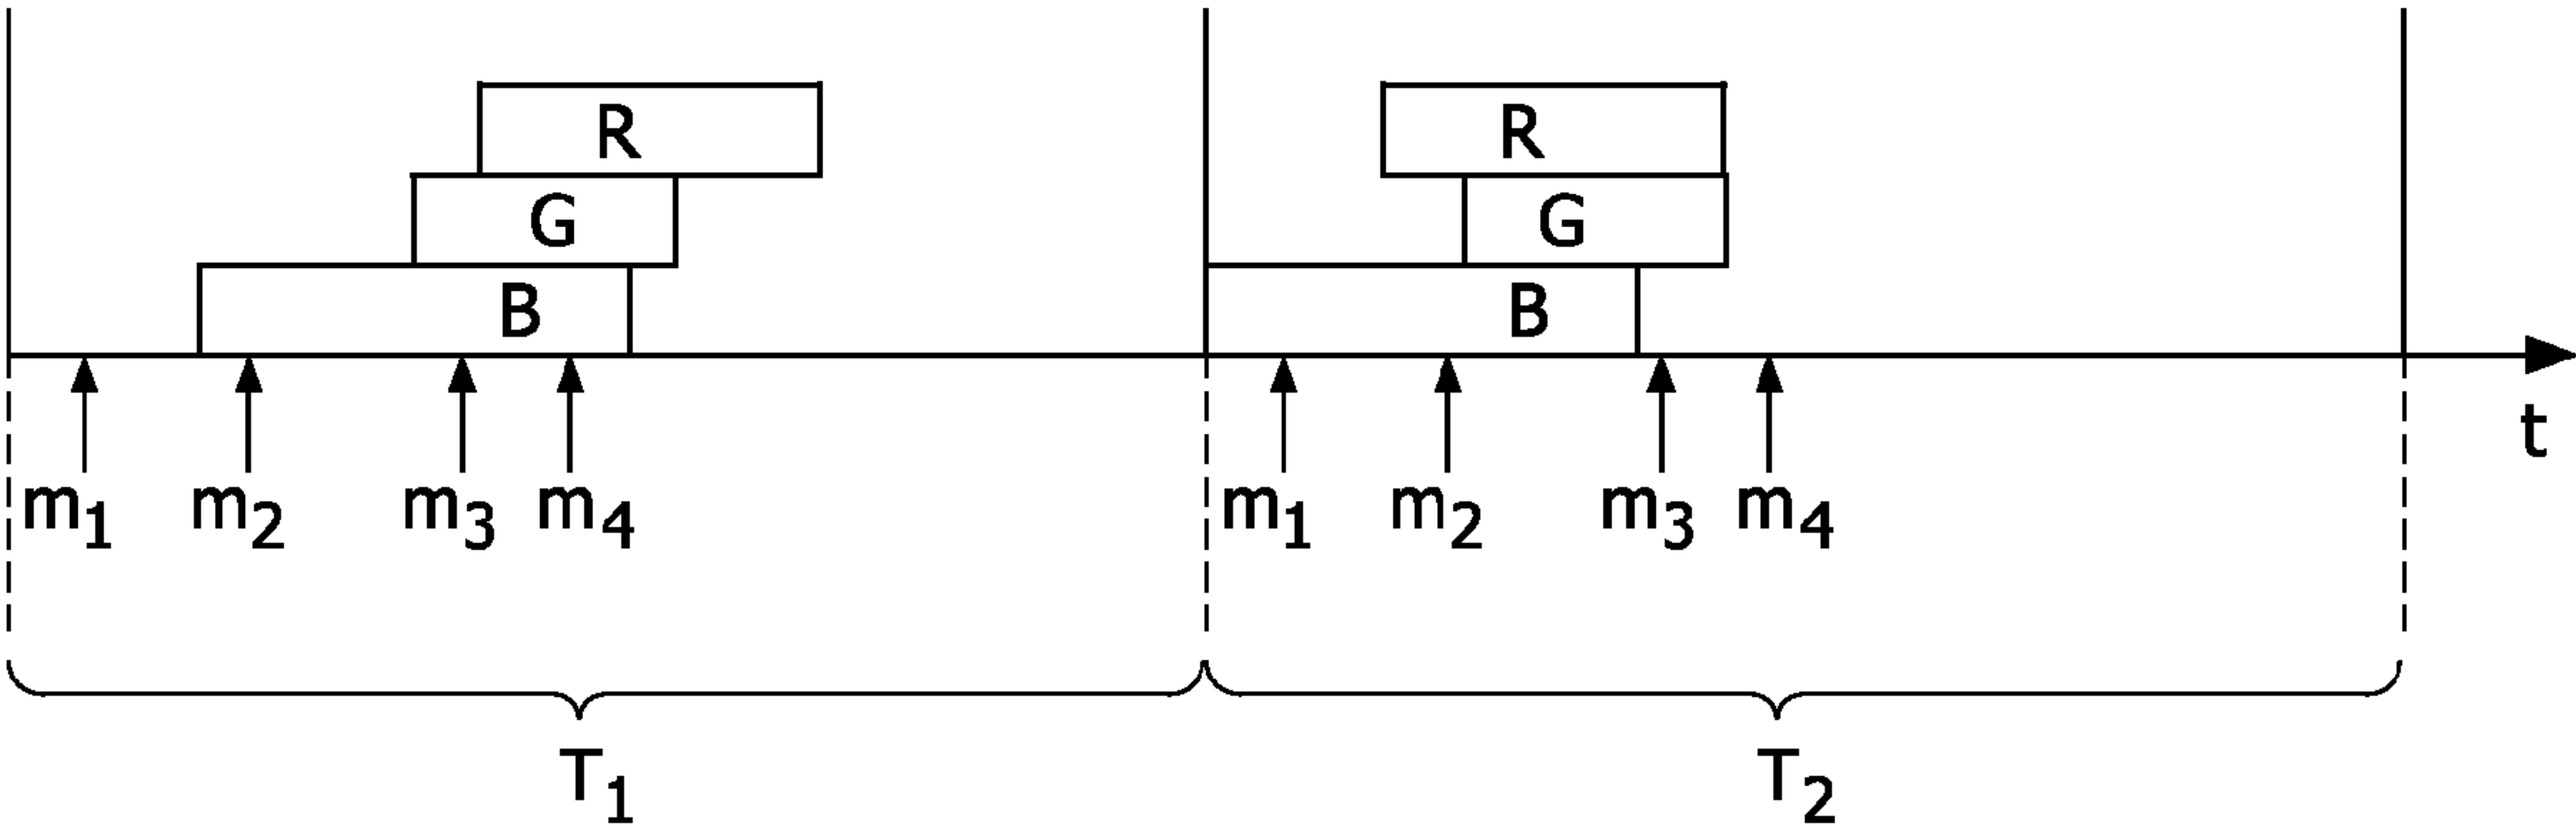 R R
G G
B B
t
m₁ m₂ m₃ m₄ m₁ m₂ m₃ m₄
T₁ T₂